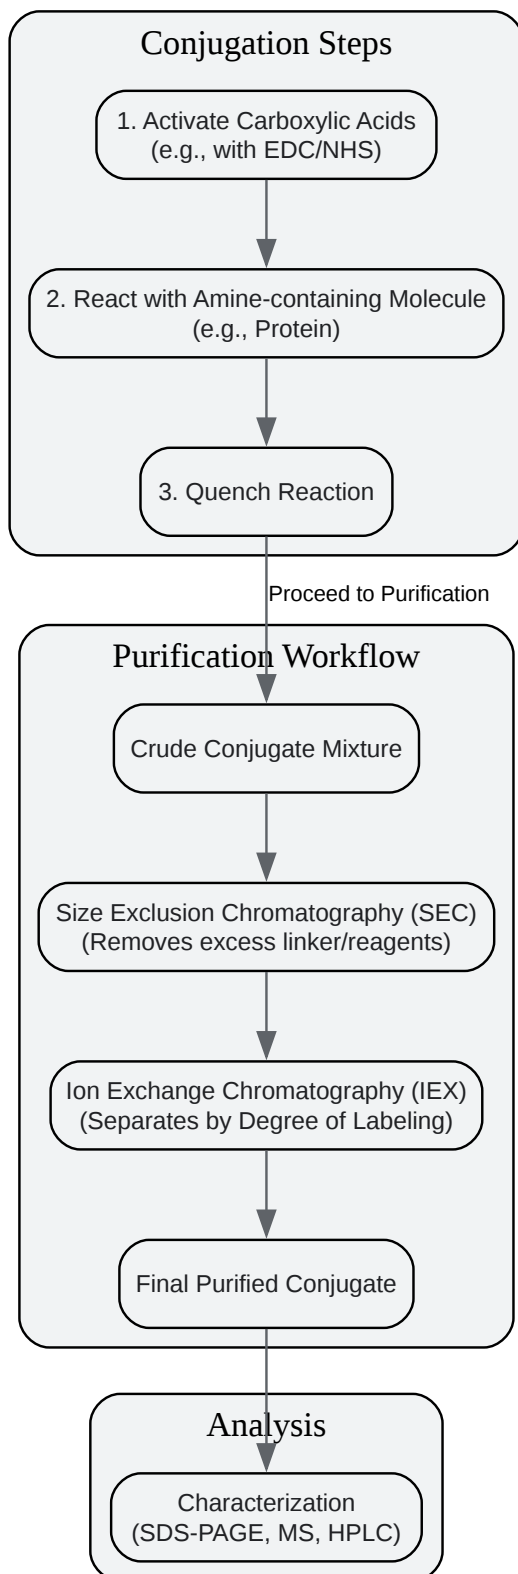 Conjugation Steps
1. Activate Carboxylic Acids
(e.g., with EDC/NHS)
2. React with Amine-containing Molecule
(e.g., Protein)
3. Quench Reaction
Proceed to Purification
Purification Workflow
Crude Conjugate Mixture
Size Exclusion Chromatography (SEC)
(Removes excess linker/reagents)
Ion Exchange Chromatography (IEX)
(Separates by Degree of Labeling)
Final Purified Conjugate
Analysis
Characterization
(SDS-PAGE, MS, HPLC)